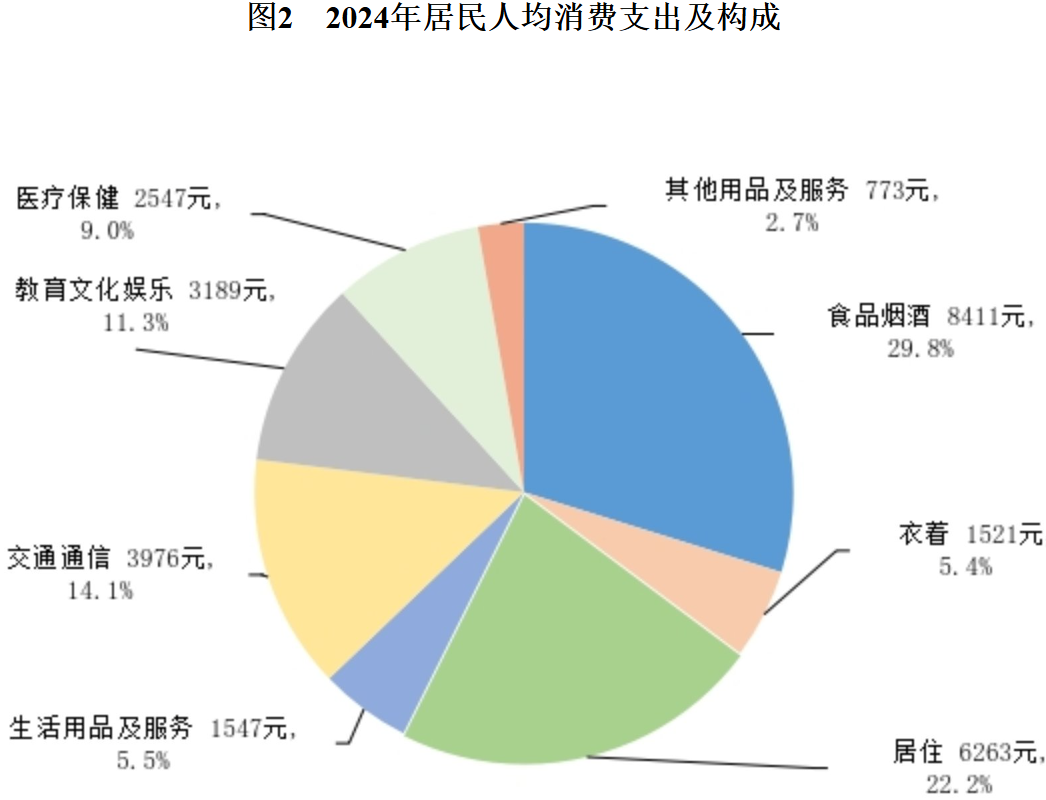 图2 2024年居民人均消费支出及构成
其他用品及服务 773元，
2.7%
食品烟酒 8411元，
29.8%
衣着 1521元
5.4%
居住 6263元，
22.2%
生活用品及服务 1547元，
5.5%
交通通信 3976元，
14.1%
教育文化娱乐 3189元，
11.3%
医疗保健 2547元，
9.0%